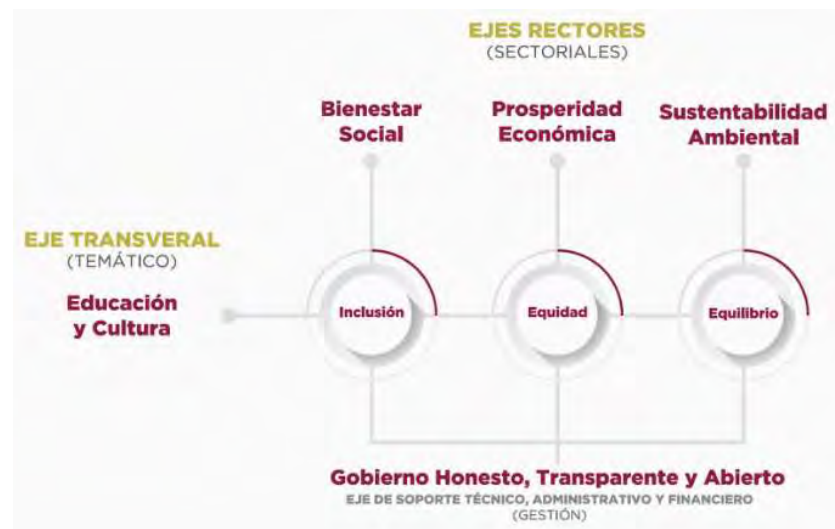 EJES RECTORES
(SECTORIALES)
Bienestar
Social
Prosperidad
Económica
Sustentabilidad
Ambiental
EJE TRANSVERAL
(TEMÁTICO)
Educación
y Cultura
Inclusión
Equidad
Equilibrio
Gobierno Honesto, Transparente y Abierto
EJE DE SOPORTE TÉCNICO, ADMINISTRATIVO Y FINANCIERO
(GESTIÓN)